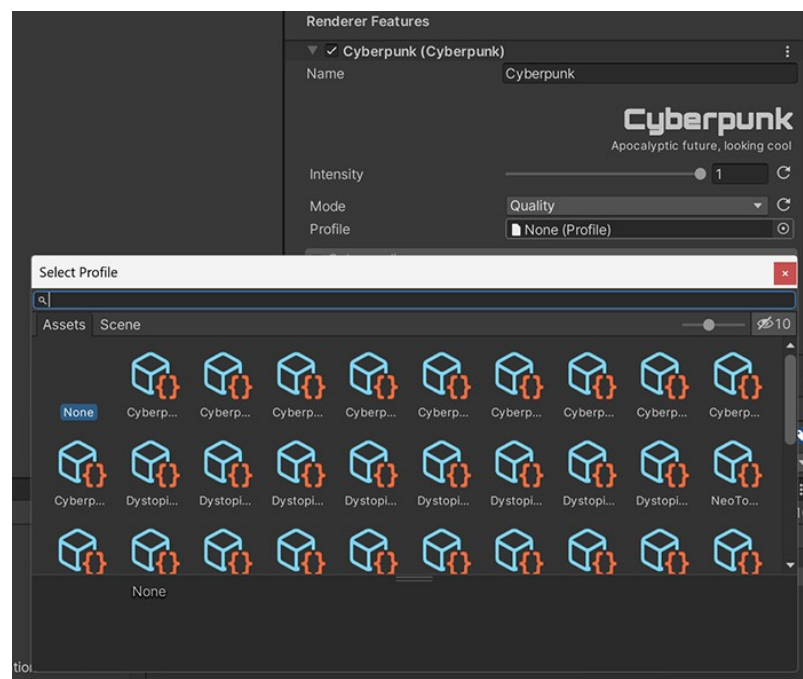 Renderer Features
Cyberpunk (Cyberpunk)
Name Cyberpunk
Cyberpunk
Apocalyptic future, looking cool
Intensity 1
Mode Quality
Profile None (Profile)
Select Profile
Assets Scene 10
None Cyberp... Cyberp... Cyberp... Cyberp... Cyberp... Cyberp... Cyberp... Cyberp... Cyberp...
Cyberp... Dystopi... Dystopi... Dystopi... Dystopi... Dystopi... Dystopi... Dystopi... Dystopi... NeoTo...
None